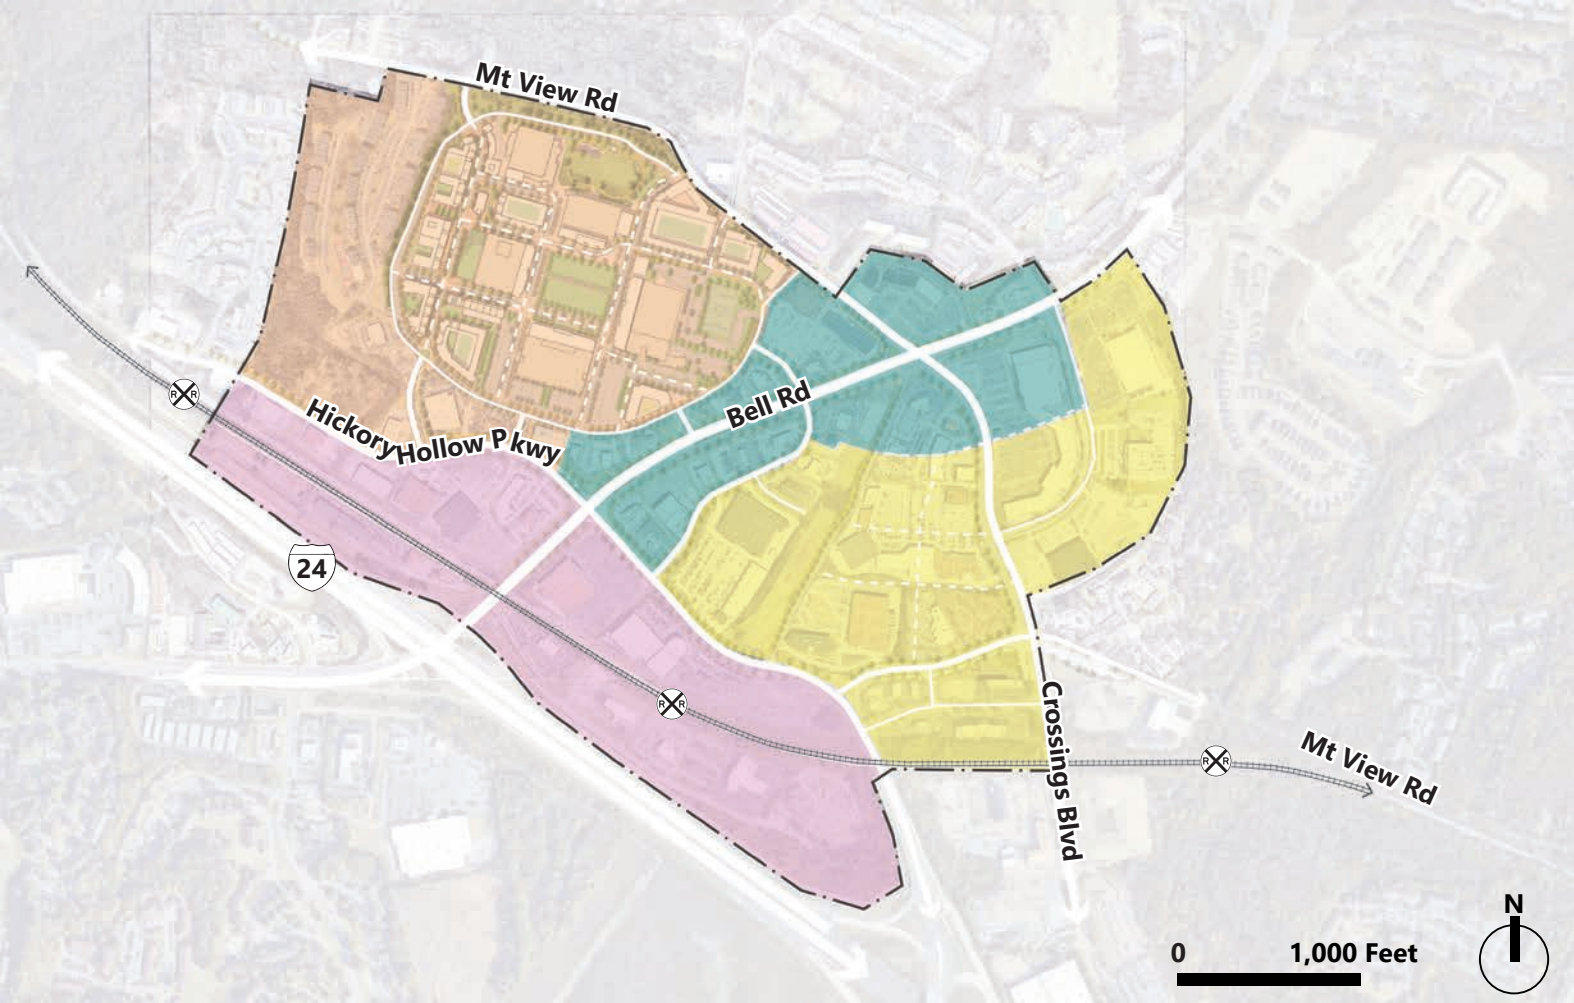 Mt View Rd
Bell Rd
Hickory Hollow Pkwy
R R
24
R R
Crossings Blvd
R R
Mt View Rd
N
0 1,000 Feet